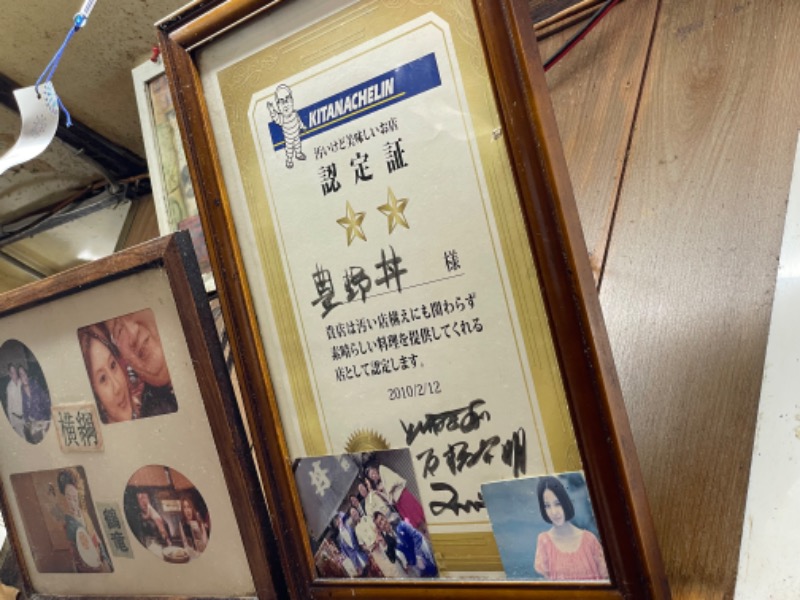 KITANACHELIN
汚いけど美味しいお店
認定証
豊野丼 様
貴店は汚い店構えにも関わらず
素晴らしい料理を提供してくれる
店として認定します。
2010/2/12
横綱
鶴竜